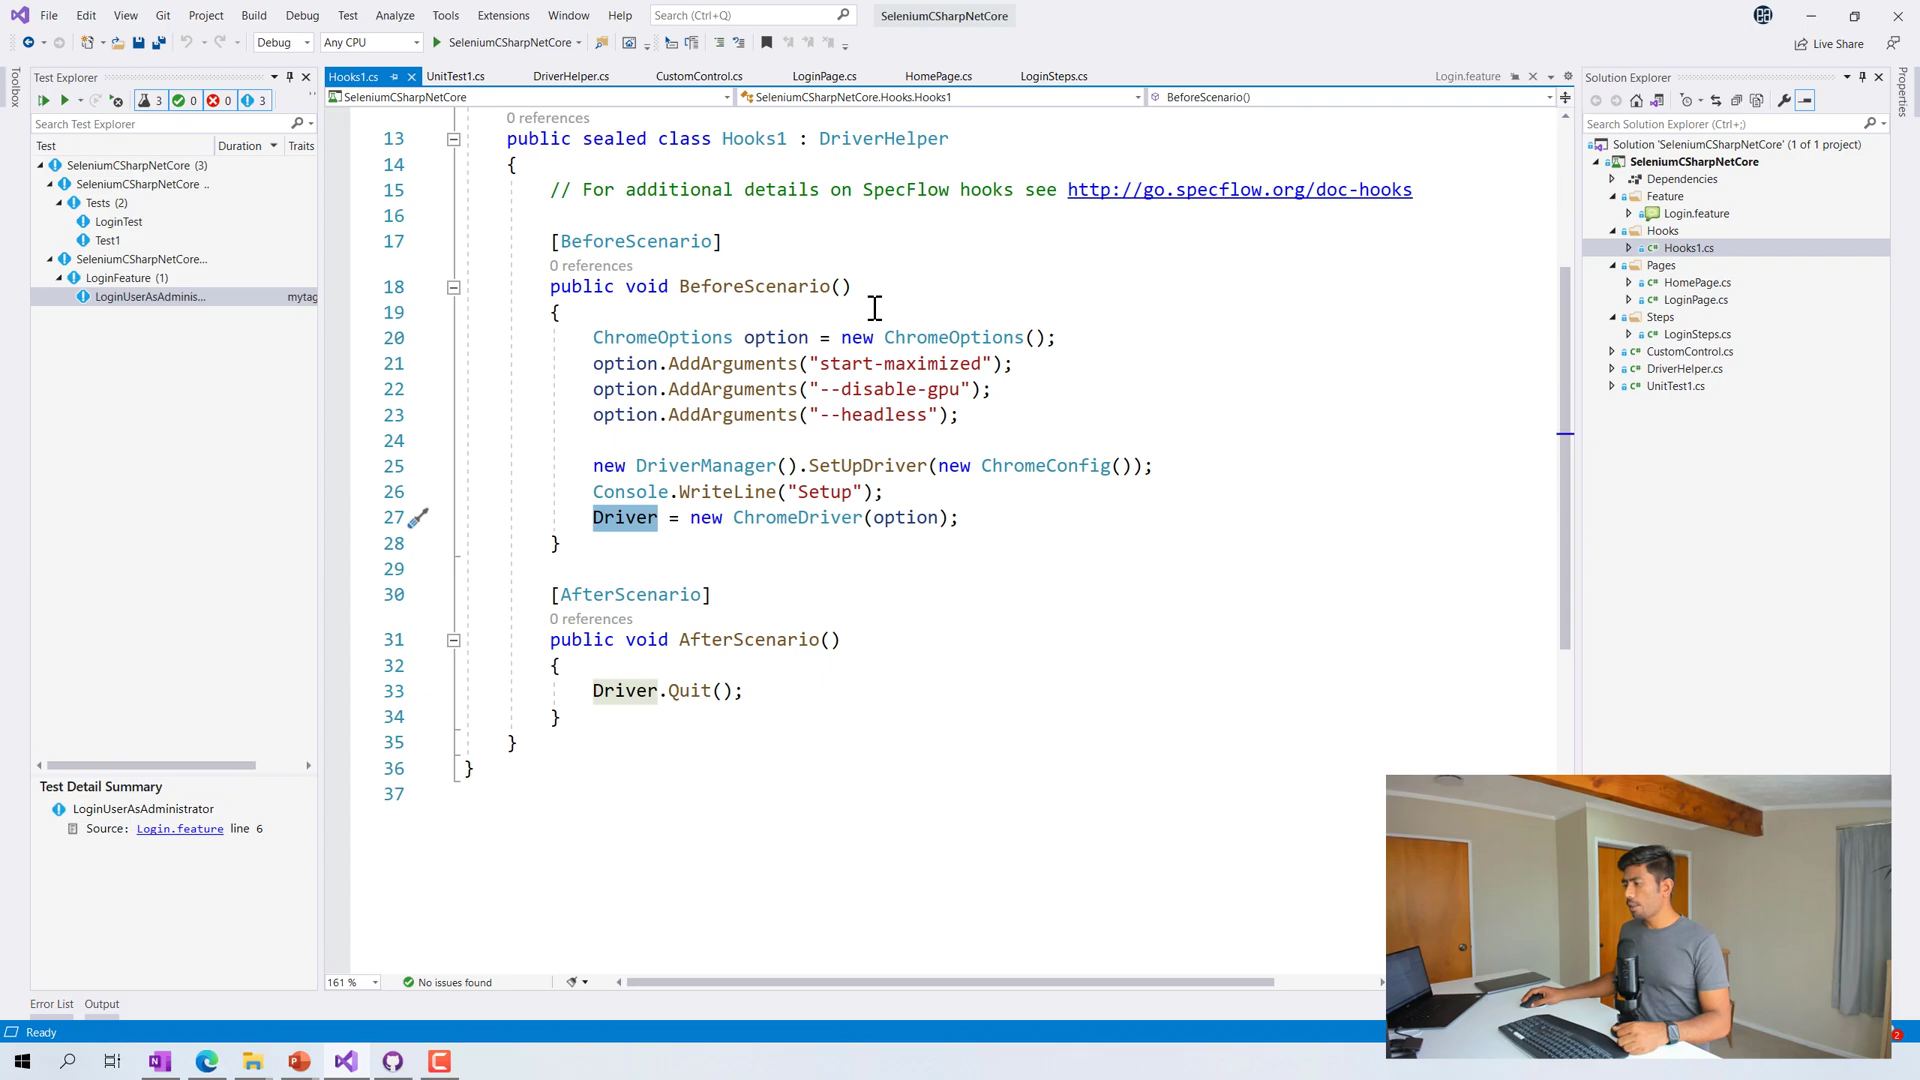 File Edit View Git Project Build Debug Test Analyze Tools Extensions Window Help Search (Ctrl+Q) SeleniumCSharpNetCore
Debug Any CPU SeleniumCSharpNetCore Live Share
Toolbox
Test Explorer
3 0 0 3
Search Test Explorer
Test Duration Traits
SeleniumCSharpNetCore (3)
SeleniumCSharpNetCore ..
Tests (2)
LoginTest
Test1
SeleniumCSharpNetCore...
LoginFeature (1)
LoginUserAsAdminis... mytag
Test Detail Summary
LoginUserAsAdministrator
Source: Login.feature line 6
Hooks1.cs UnitTest1.cs DriverHelper.cs CustomControl.cs LoginPage.cs HomePage.cs LoginSteps.cs Login.feature
SeleniumCSharpNetCore SeleniumCSharpNetCore.Hooks.Hooks1 BeforeScenario()
0 references
13 public sealed class Hooks1 : DriverHelper
14 {
15 // For additional details on SpecFlow hooks see http://go.specflow.org/doc-hooks
16
17 [BeforeScenario]
0 references
18 public void BeforeScenario()
19 {
20 ChromeOptions option = new ChromeOptions();
21 option.AddArguments("start-maximized");
22 option.AddArguments("--disable-gpu");
23 option.AddArguments("--headless");
24
25 new DriverManager().SetUpDriver(new ChromeConfig());
26 Console.WriteLine("Setup");
27 Driver = new ChromeDriver(option);
28 }
29
30 [AfterScenario]
0 references
31 public void AfterScenario()
32 {
33 Driver.Quit();
34 }
35 }
36 }
37
161 % No issues found
Solution Explorer
Search Solution Explorer (Ctrl+;)
Solution 'SeleniumCSharpNetCore' (1 of 1 project)
SeleniumCSharpNetCore
Dependencies
Feature
Login.feature
Hooks
C# Hooks1.cs
Pages
C# HomePage.cs
C# LoginPage.cs
Steps
C# LoginSteps.cs
C# CustomControl.cs
C# DriverHelper.cs
C# UnitTest1.cs
Properties
Error List Output
Ready
2